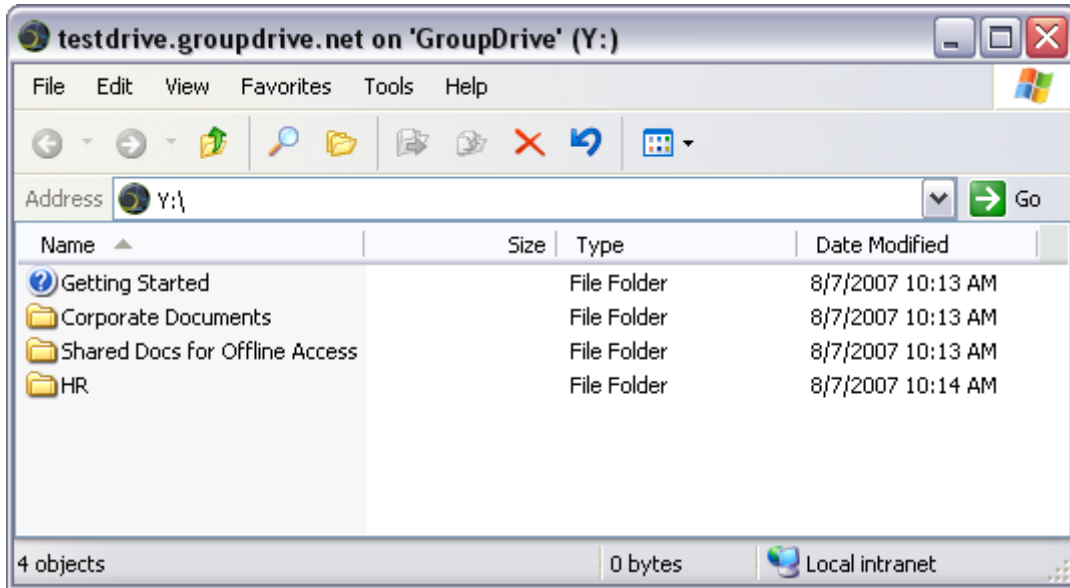 testdrive.groupdrive.net on 'GroupDrive' (Y:)
File Edit View Favorites Tools Help
Address Y:\ Go
Name Size Type Date Modified
Getting Started File Folder 8/7/2007 10:13 AM
Corporate Documents File Folder 8/7/2007 10:13 AM
Shared Docs for Offline Access File Folder 8/7/2007 10:13 AM
HR File Folder 8/7/2007 10:14 AM
4 objects 0 bytes Local intranet